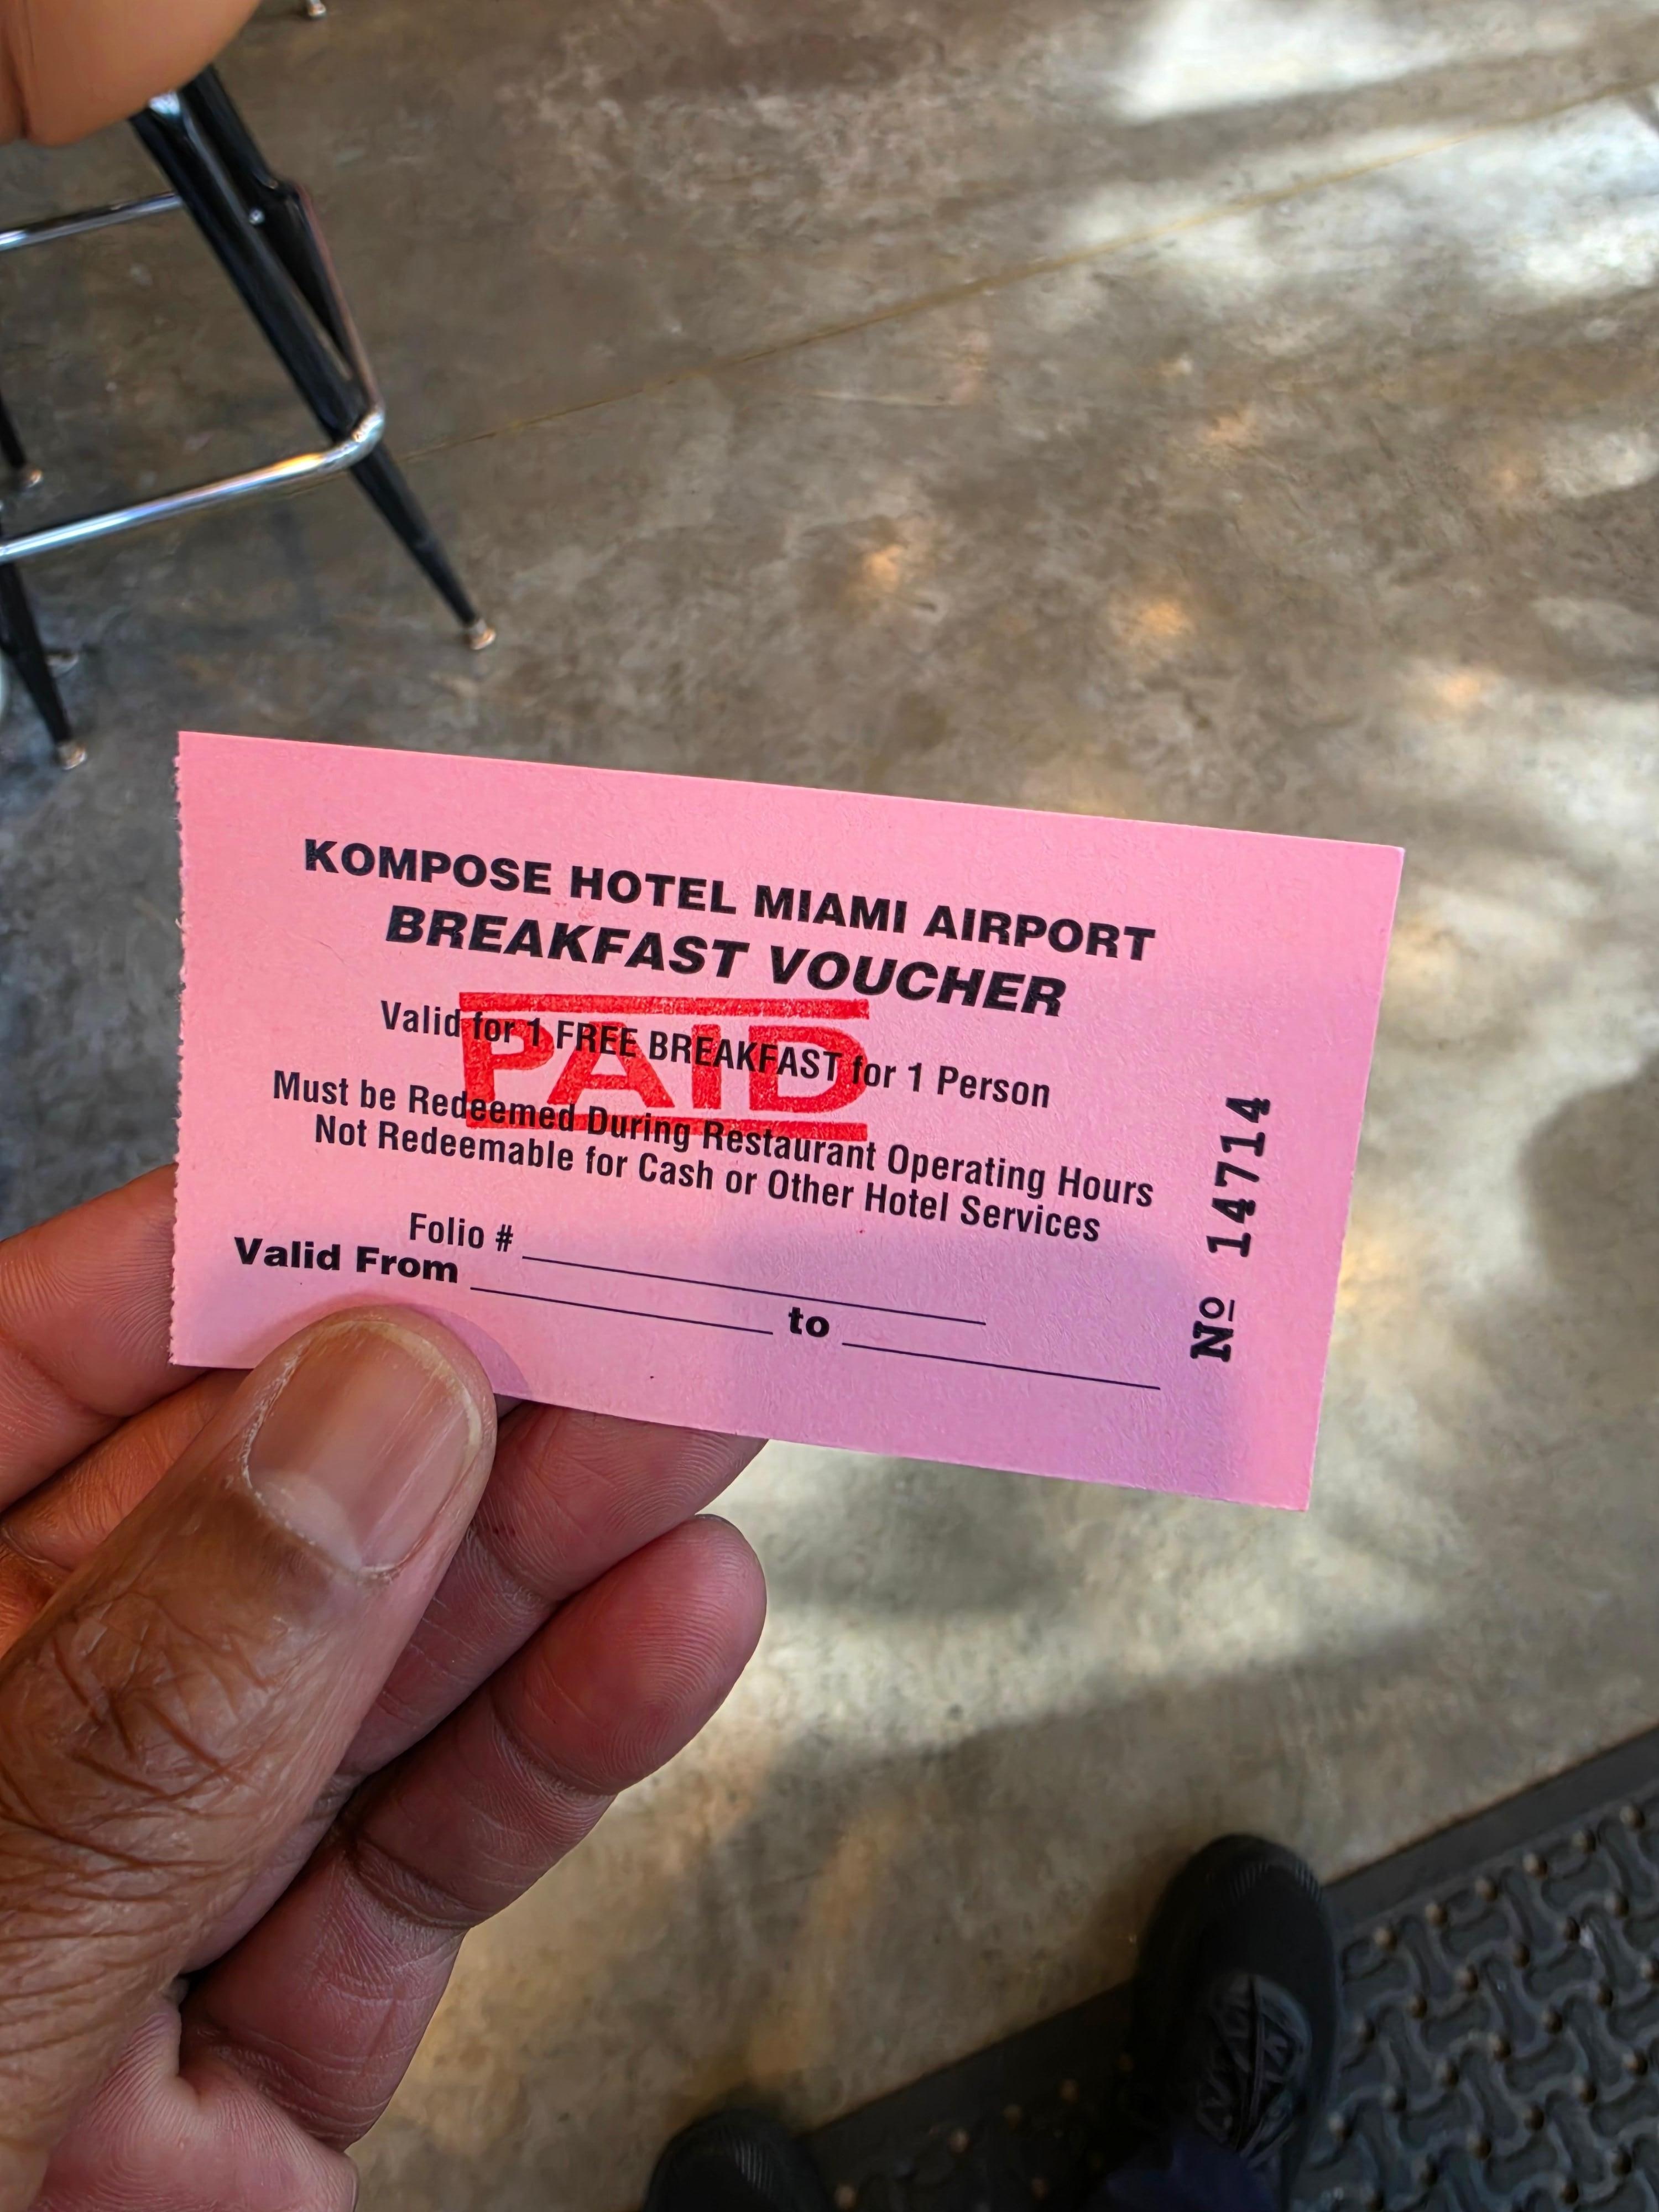 KOMPOSE HOTEL MIAMI AIRPORT
BREAKFAST VOUCHER
Valid for 1 FREE BREAKFAST for 1 Person
PAID
Must be Redeemed During Restaurant Operating Hours
Not Redeemable for Cash or Other Hotel Services
Folio #
Valid From to
Nº 14714